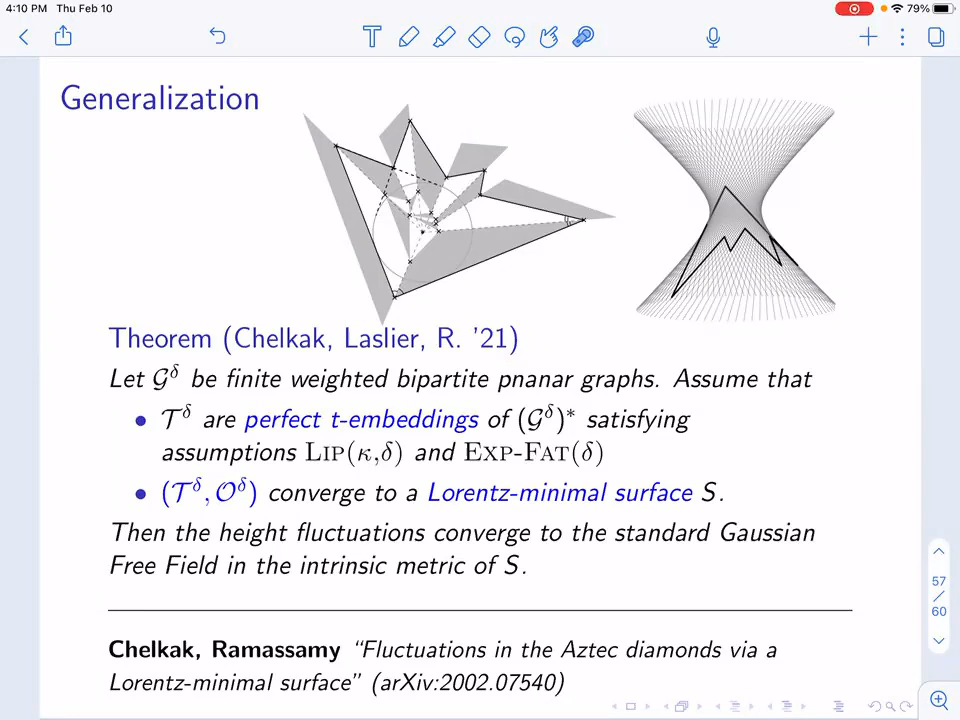 4:10 PM Thu Feb 10
79%
Generalization
Theorem (Chelkak, Laslier, R. '21)
Let 𝒢^δ be finite weighted bipartite pnanar graphs. Assume that
• 𝒯^δ are perfect t-embeddings of (𝒢^δ)* satisfying
assumptions LIP(κ,δ) and EXP-FAT(δ)
• (𝒯^δ, 𝒪^δ) converge to a Lorentz-minimal surface S.
Then the height fluctuations converge to the standard Gaussian
Free Field in the intrinsic metric of S.
57
/
60
Chelkak, Ramassamy “Fluctuations in the Aztec diamonds via a
Lorentz-minimal surface” (arXiv:2002.07540)